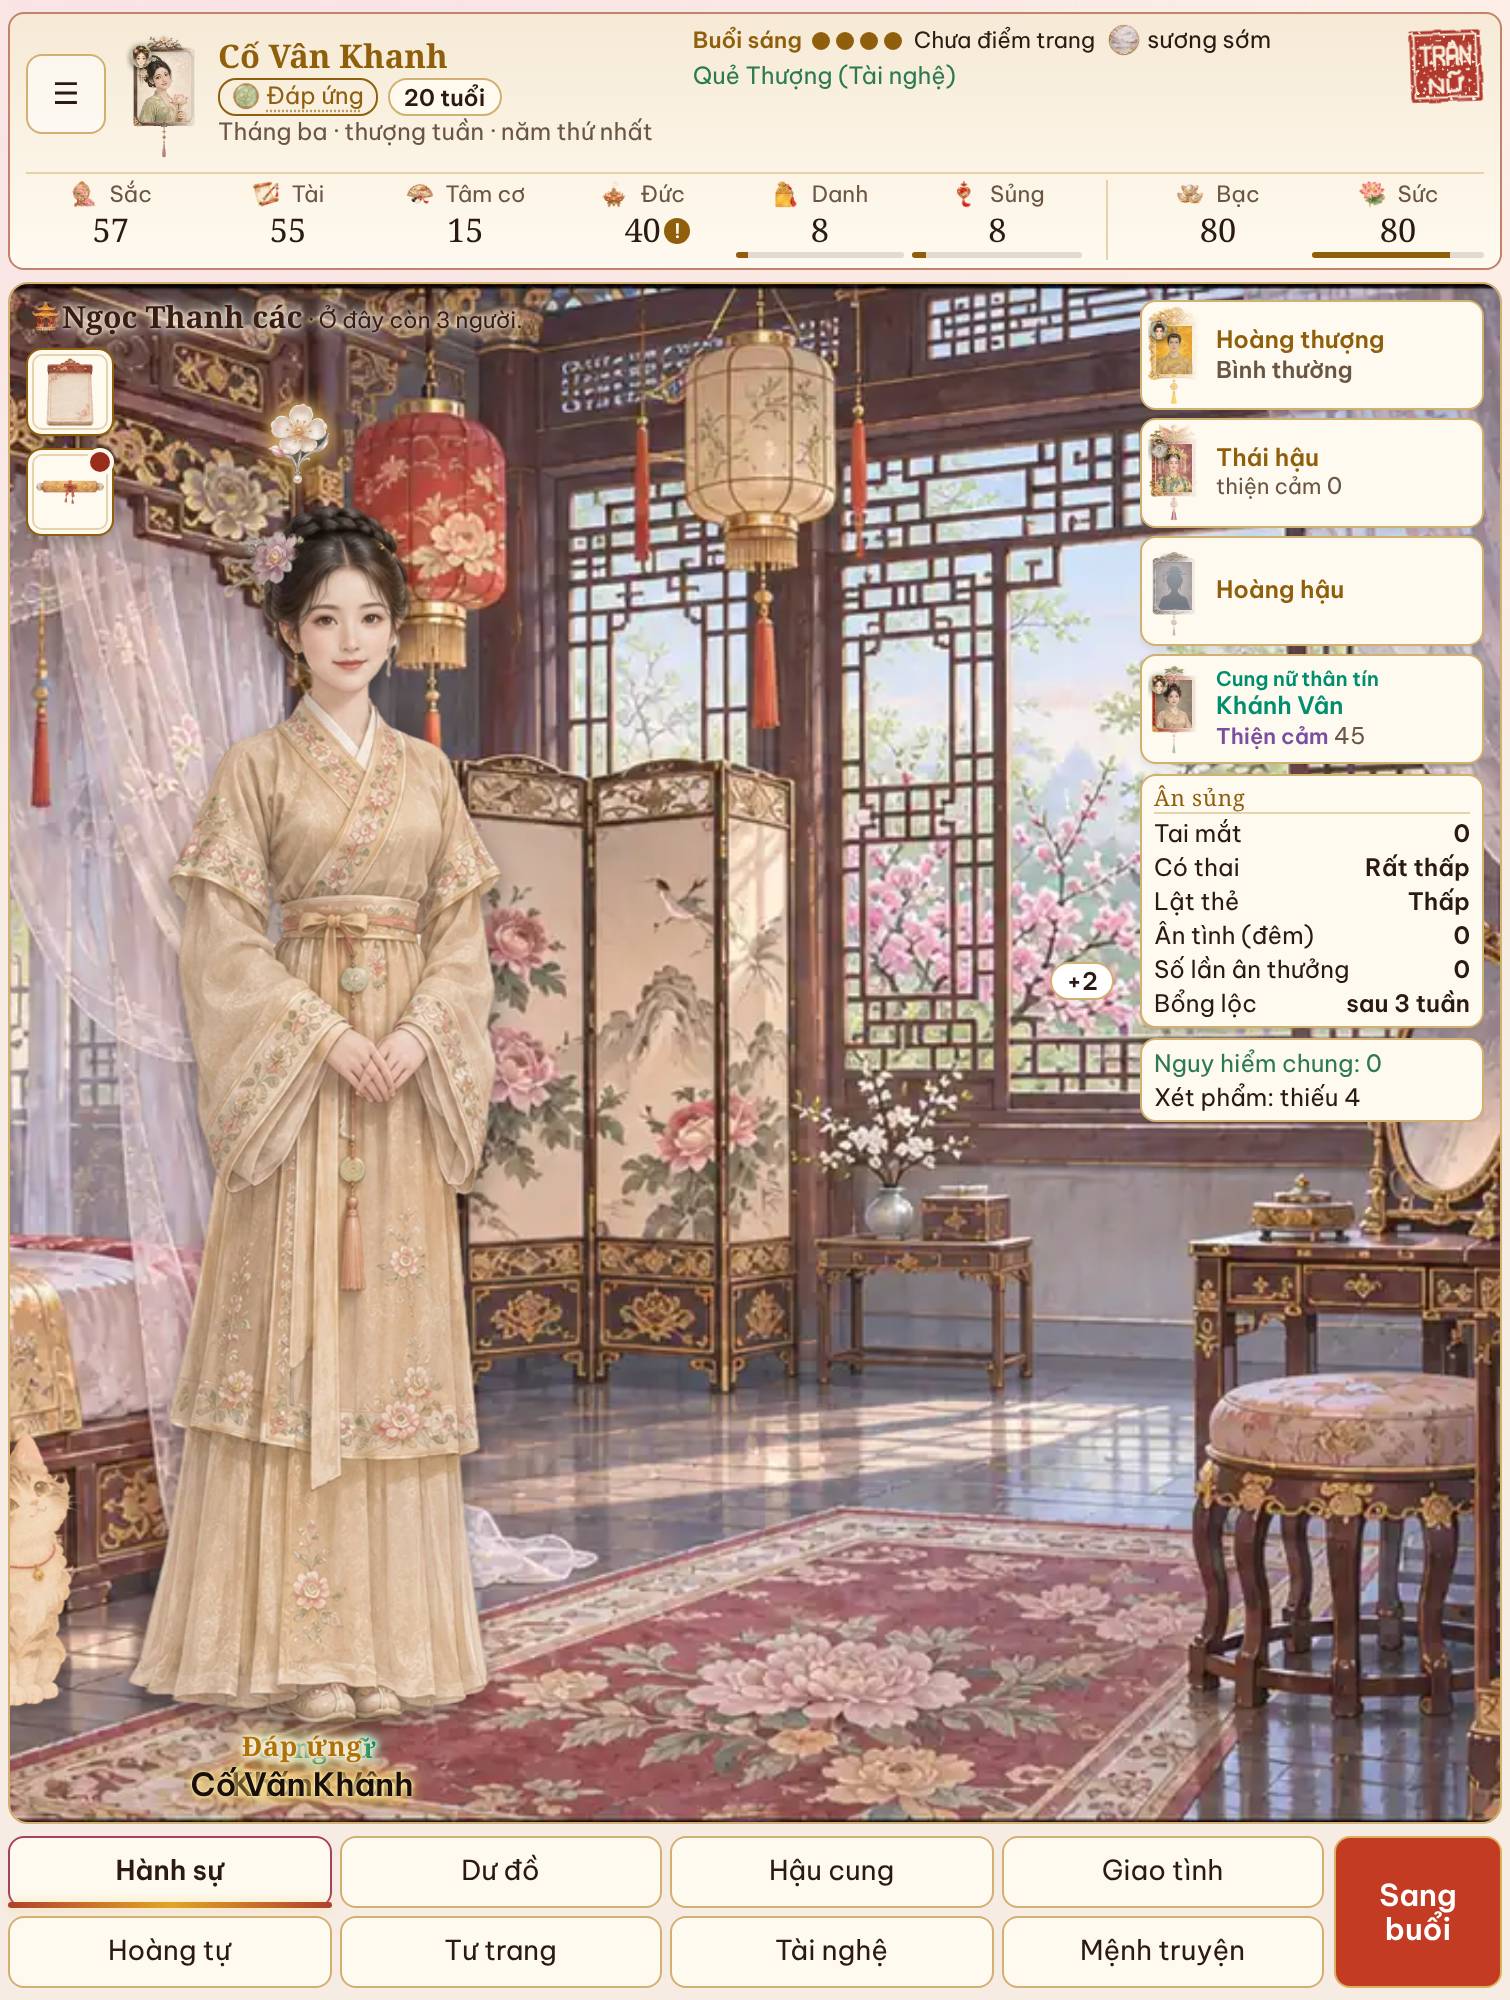 ☰
Cố Vân Khanh
Đáp ứng
20 tuổi
Tháng ba · thượng tuần · năm thứ nhất
Buổi sáng
Chưa điểm trang
sương sớm
Quẻ Thượng (Tài nghệ)
TRÂN NỮ
Sắc
57
Tài
55
Tâm cơ
15
Đức
40 !
Danh
8
Sủng
8
Bạc
80
Sức
80
Ngọc Thanh các · Ở đây còn 3 người.
Hoàng thượng
Bình thường
Thái hậu
thiện cảm 0
Hoàng hậu
Cung nữ thân tín
Khánh Vân
Thiện cảm 45
Ân sủng
Tai mắt 0
Có thai Rất thấp
Lật thẻ Thấp
Ân tình (đêm) 0
Số lần ân thưởng 0
Bổng lộc sau 3 tuần
+2
Nguy hiểm chung: 0
Xét phẩm: thiếu 4
Đáp ứng
Cố Vân Khanh
Hành sự
Dư đồ
Hậu cung
Giao tình
Sang buổi
Hoàng tự
Tư trang
Tài nghệ
Mệnh truyện